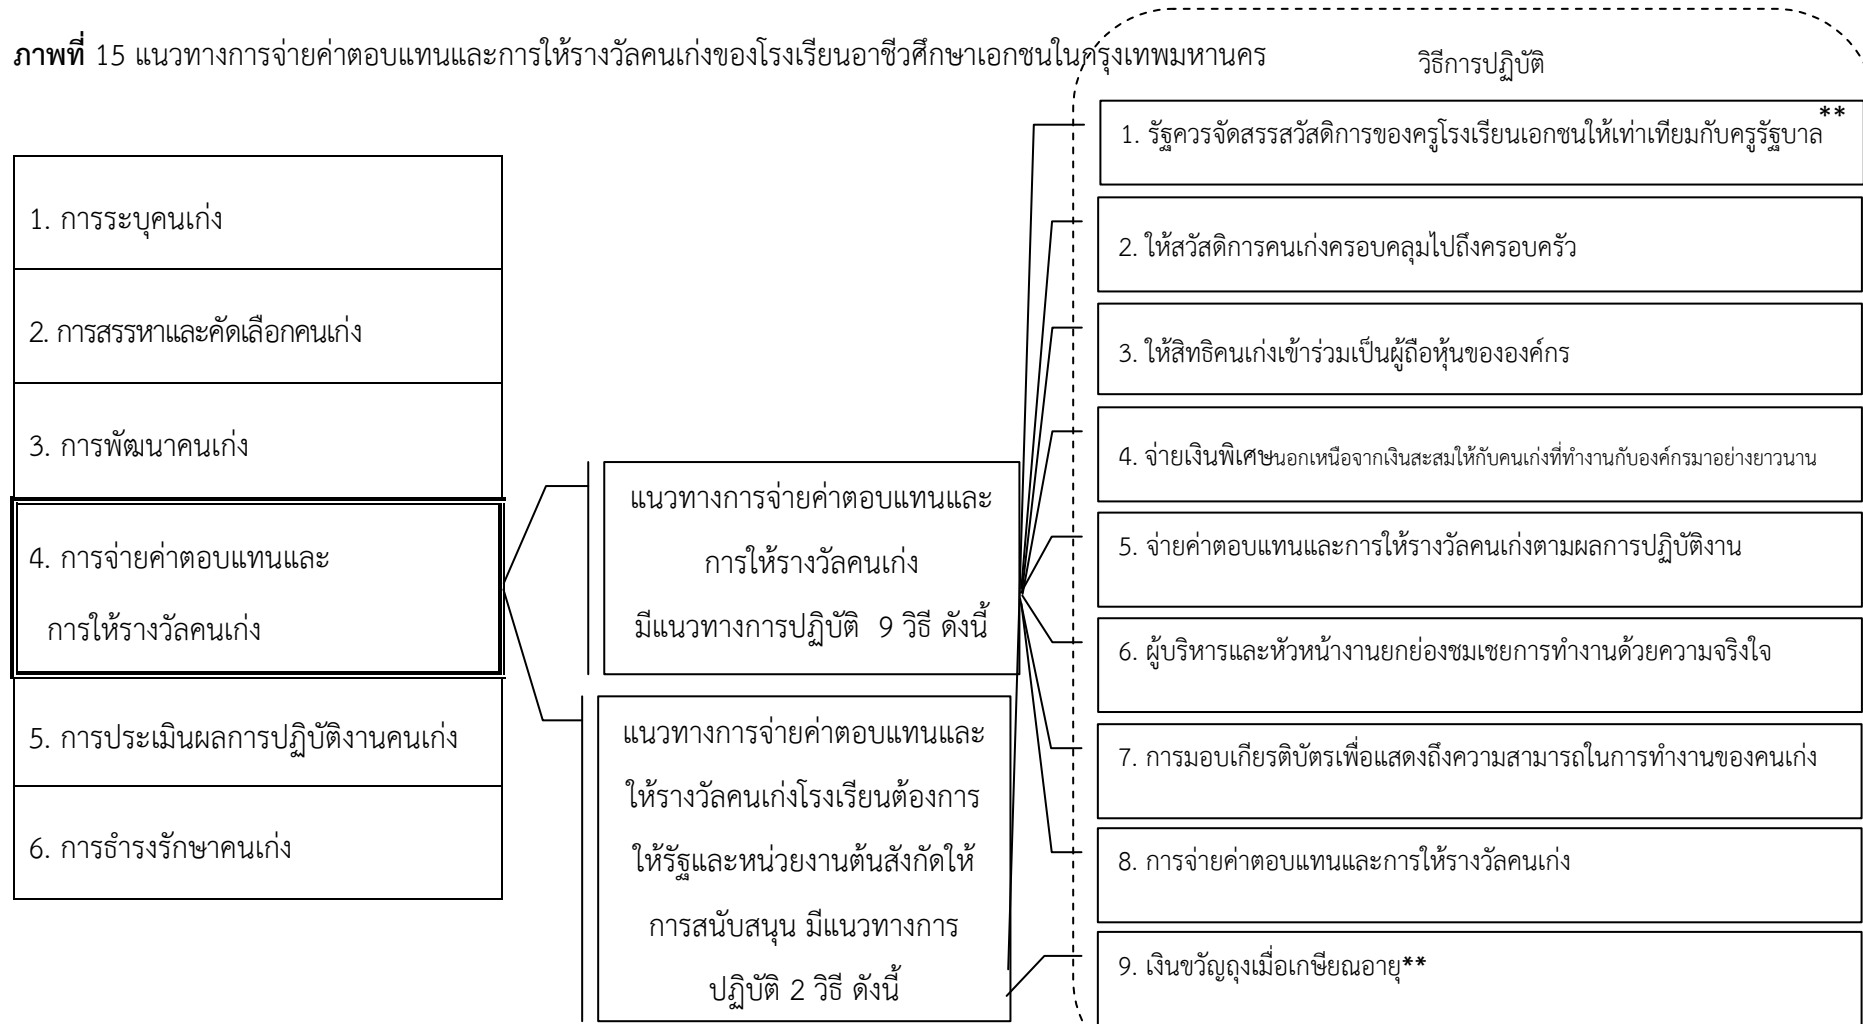 ภาพที่ 15 แนวทางการจ่ายค่าตอบแทนและการให้รางวัลคนเก่งของโรงเรียนอาชีวศึกษาเอกชนในกรุงเทพมหานคร
1. การระบุคนเก่ง
2. การสรรหาและคัดเลือกคนเก่ง
3. การพัฒนาคนเก่ง
4. การจ่ายค่าตอบแทนและ
การให้รางวัลคนเก่ง
5. การประเมินผลการปฏิบัติงานคนเก่ง
6. การธำรงรักษาคนเก่ง
แนวทางการจ่ายค่าตอบแทนและ
การให้รางวัลคนเก่ง
มีแนวทางการปฏิบัติ 9 วิธี ดังนี้
แนวทางการจ่ายค่าตอบแทนและ
ให้รางวัลคนเก่งโรงเรียนต้องการ
ให้รัฐและหน่วยงานต้นสังกัดให้
การสนับสนุน มีแนวทางการ
ปฏิบัติ 2 วิธี ดังนี้
วิธีการปฏิบัติ
1. รัฐควรจัดสรรสวัสดิการของครูโรงเรียนเอกชนให้เท่าเทียมกับครูรัฐบาล**
2. ให้สวัสดิการคนเก่งครอบคลุมไปถึงครอบครัว
3. ให้สิทธิคนเก่งเข้าร่วมเป็นผู้ถือหุ้นขององค์กร
4. จ่ายเงินพิเศษนอกเหนือจากเงินสะสมให้กับคนเก่งที่ทำงานกับองค์กรมาอย่างยาวนาน
5. จ่ายค่าตอบแทนและการให้รางวัลคนเก่งตามผลการปฏิบัติงาน
6. ผู้บริหารและหัวหน้างานยกย่องชมเชยการทำงานด้วยความจริงใจ
7. การมอบเกียรติบัตรเพื่อแสดงถึงความสามารถในการทำงานของคนเก่ง
8. การจ่ายค่าตอบแทนและการให้รางวัลคนเก่ง
9. เงินขวัญถุงเมื่อเกษียณอายุ**